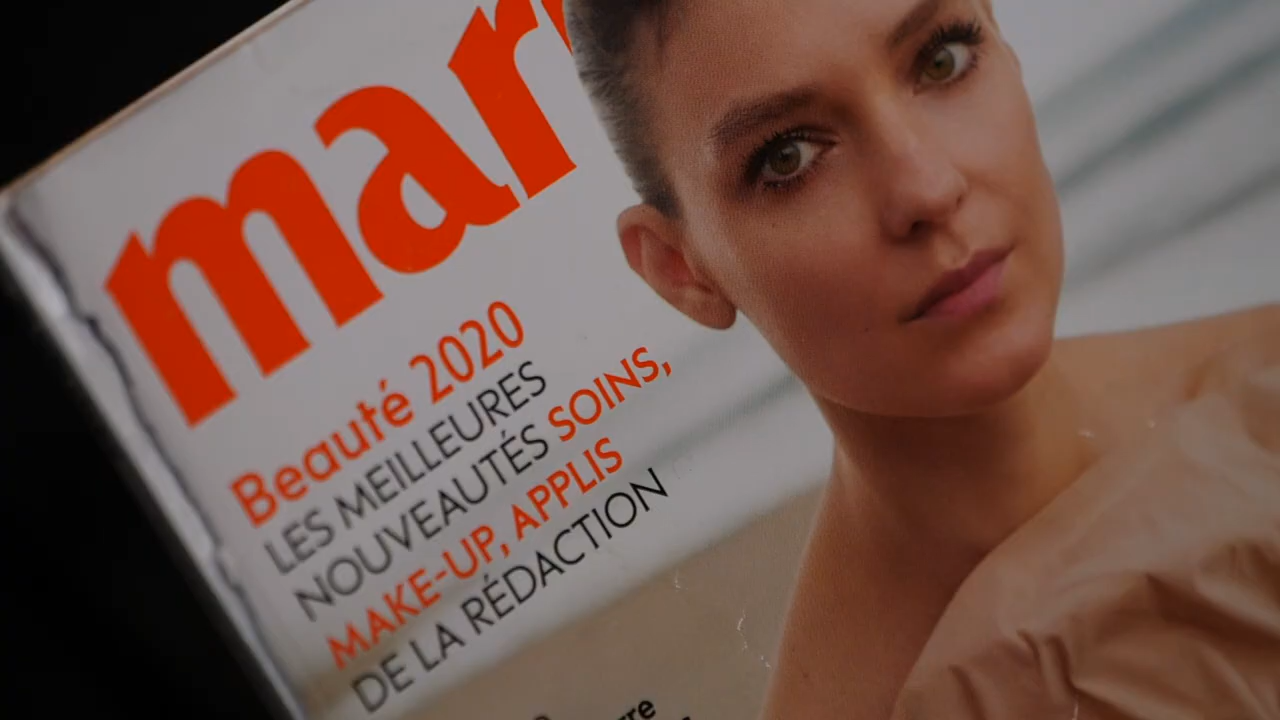 mar
Beauté 2020
LES MEILLEURES
NOUVEAUTÉS SOINS,
MAKE-UP, APPLIS
DE LA RÉDACTION